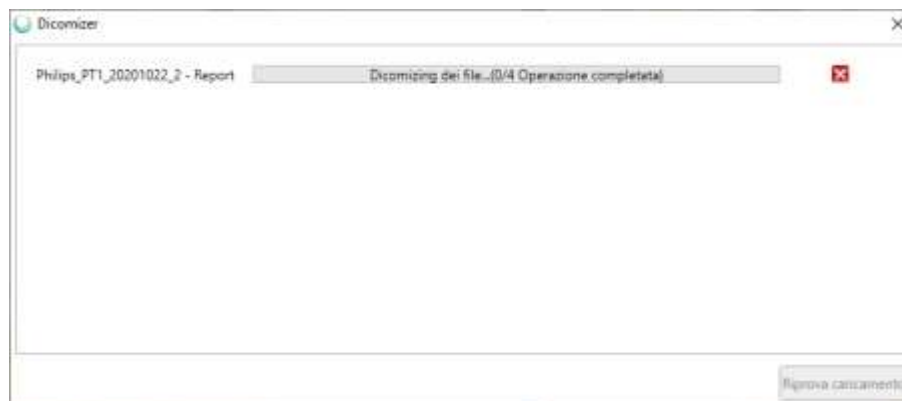 Dicomizer
Philips_PT1_20201022_2 - Report Dicomizing dei file...(0/4 Operazione completata)
Riprova caricamento